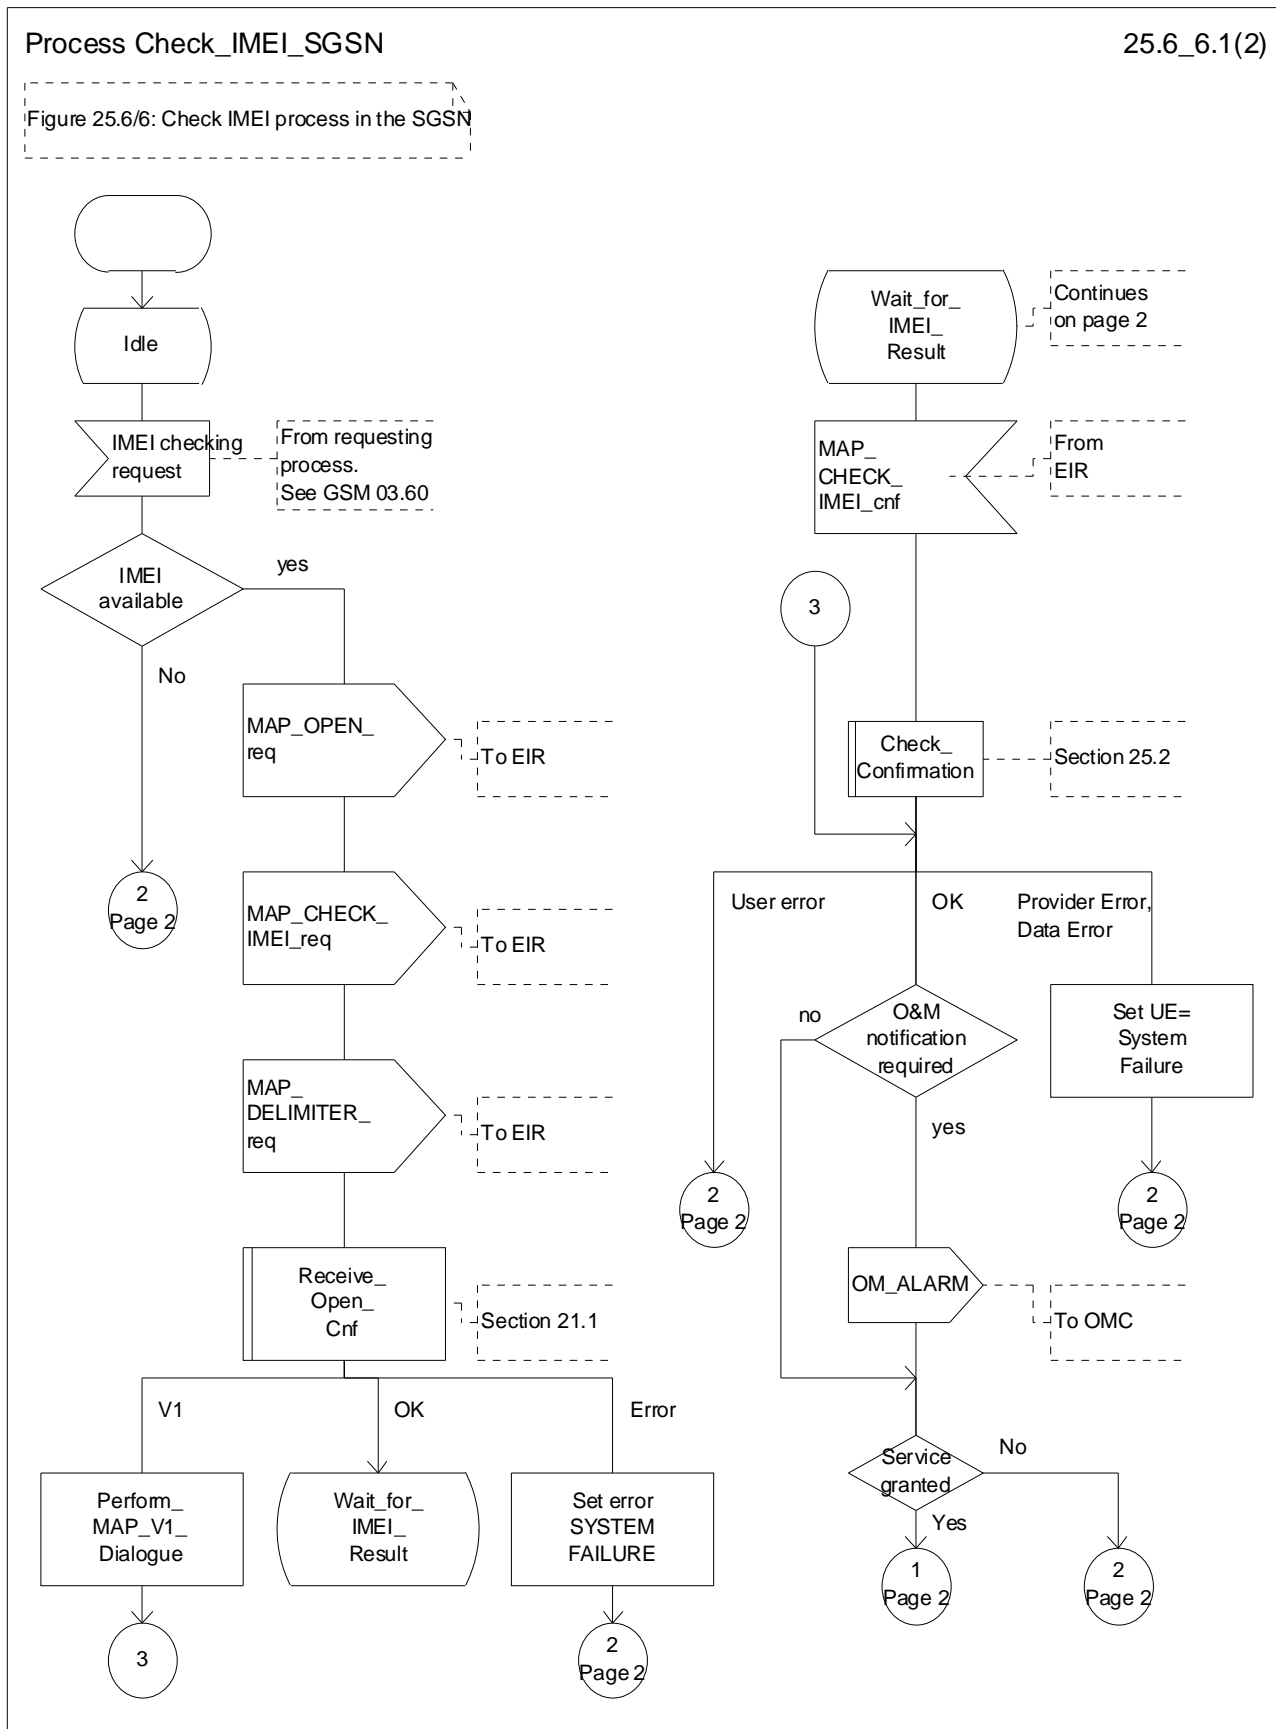 Process Check_IMEI_SGSN
25.6_6.1(2)
Figure 25.6/6: Check IMEI process in the SGSN
Idle
IMEI checking
request
From requesting
process.
See GSM 03.60
IMEI
available
yes
No
2
Page 2
MAP_OPEN_
req
To EIR
MAP_CHECK_
IMEI_req
To EIR
MAP_
DELIMITER_
req
To EIR
Receive_
Open_
Cnf
Section 21.1
V1
OK
Error
Perform_
MAP_V1_
Dialogue
Wait_for_
IMEI_
Result
Set error
SYSTEM
FAILURE
3
2
Page 2
Wait_for_
IMEI_
Result
Continues
on page 2
MAP_
CHECK_
IMEI_cnf
From
EIR
3
Check_
Confirmation
Section 25.2
User error
OK
Provider Error,
Data Error
no
O&M
notification
required
Set UE=
System
Failure
yes
2
Page 2
2
Page 2
OM_ALARM
To OMC
Service
granted
No
Yes
1
Page 2
2
Page 2